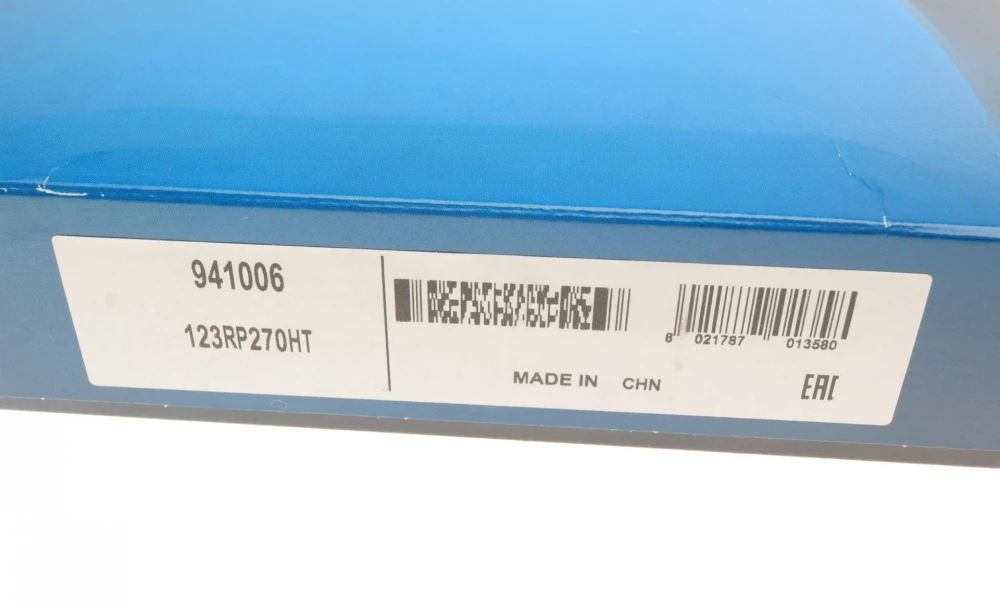 941006
123RP270HT
8 021787 013580
MADE IN CHN
EAC